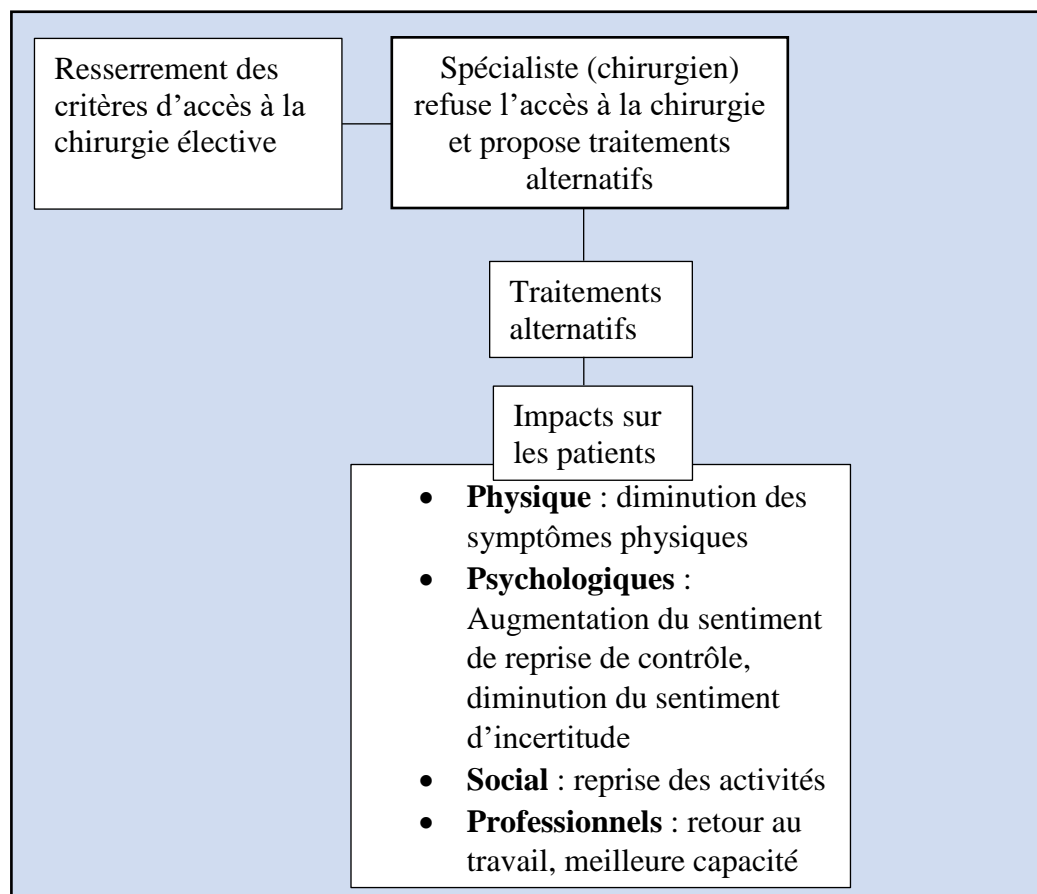 Resserrement des
critères d’accès à la
chirurgie élective
Spécialiste (chirurgien)
refuse l’accès à la chirurgie
et propose traitements
alternatifs
Traitements
alternatifs
Impacts sur
les patients
• Physique : diminution des
symptômes physiques
• Psychologiques :
Augmentation du sentiment
de reprise de contrôle,
diminution du sentiment
d’incertitude
• Social : reprise des activités
• Professionnels : retour au
travail, meilleure capacité